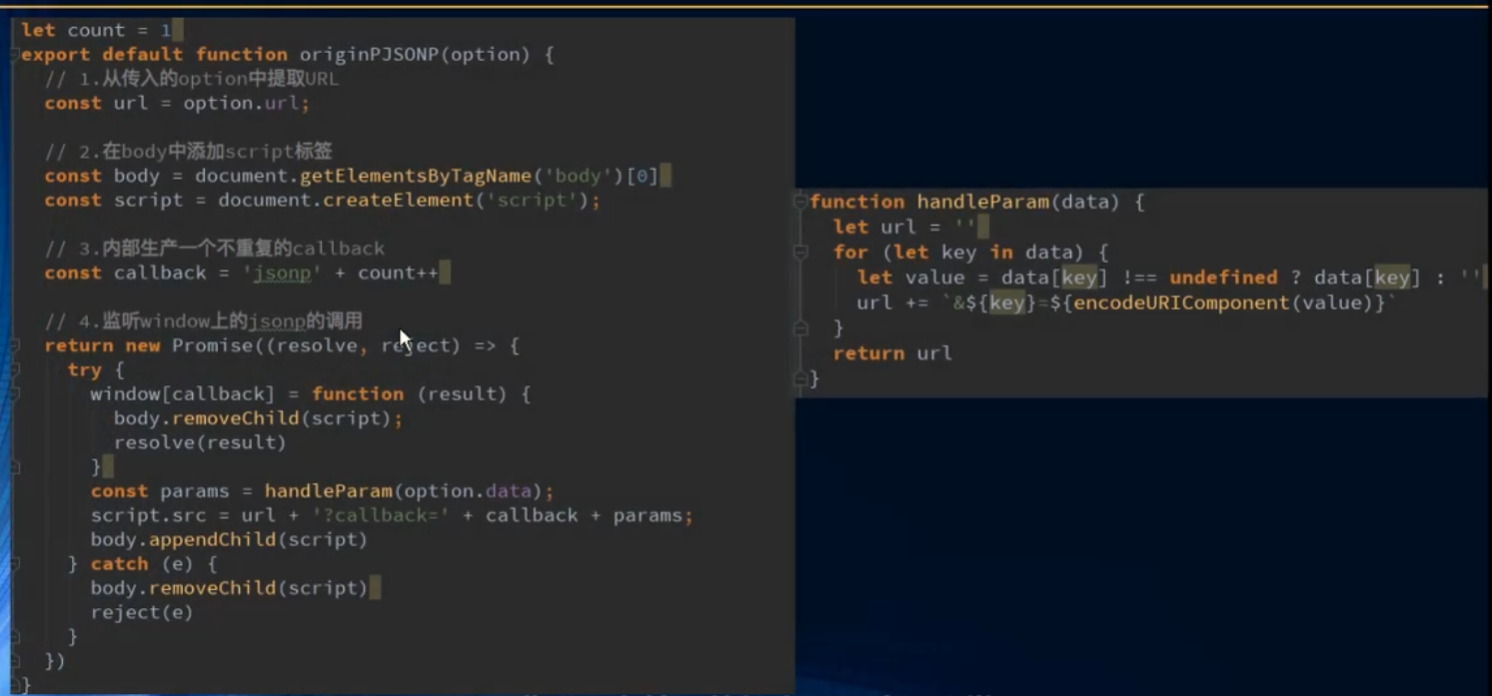 let count = 1
export default function originPJSONP(option) {
  // 1.从传入的option中提取URL
  const url = option.url;

  // 2.在body中添加script标签
  const body = document.getElementsByTagName('body')[0]
  const script = document.createElement('script');

  // 3.内部生产一个不重复的callback
  const callback = 'jsonp' + count++

  // 4.监听window上的jsonp的调用
  return new Promise((resolve, reject) => {
    try {
      window[callback] = function (result) {
        body.removeChild(script);
        resolve(result)
      }
      const params = handleParam(option.data);
      script.src = url + '?callback=' + callback + params;
      body.appendChild(script)
    } catch (e) {
      body.removeChild(script)
      reject(e)
    }
  })
}
function handleParam(data) {
  let url = ''
  for (let key in data) {
    let value = data[key] !== undefined ? data[key] : ''
    url += `&${key}=${encodeURIComponent(value)}`
  }
  return url
}